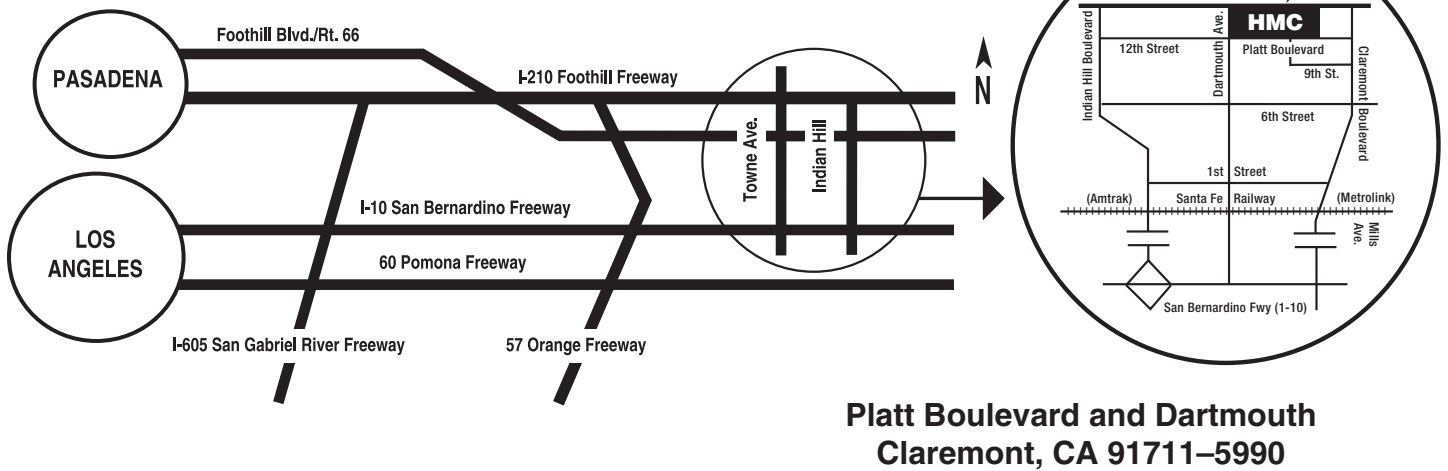 Foothill Blvd./Rt. 66
PASADENA
I-210 Foothill Freeway
N
Towne Ave.
Indian Hill
I-10 San Bernardino Freeway
LOS
ANGELES
60 Pomona Freeway
I-605 San Gabriel River Freeway
57 Orange Freeway
HMC
Indian Hill Boulevard
Dartmouth Ave.
12th Street
Platt Boulevard
9th St.
Claremont Boulevard
6th Street
1st Street
(Amtrak) Santa Fe Railway (Metrolink)
Mills
Ave.
San Bernardino Fwy (1-10)
Platt Boulevard and Dartmouth
Claremont, CA 91711–5990